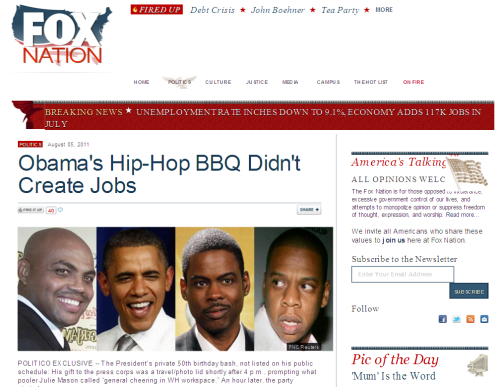 FOX
NATION
FIRED UP Debt Crisis ★ John Boehner ★ Tea Party ★ MORE
HOME POLITICS CULTURE JUSTICE MEDIA CAMPUS THE HOT LIST ON FIRE
BREAKING NEWS ★ UNEMPLOYMENT RATE INCHES DOWN TO 9.1%, ECONOMY ADDS 117K JOBS IN
JULY
POLITICS August 05, 2011
Obama's Hip-Hop BBQ Didn't
Create Jobs
FIRE IT UP 40
SHARE
PNG Reuters
POLITICO EXCLUSIVE -- The President's private 50th birthday bash, not listed on his public
schedule: His gift to the press corps was a travel/photo lid shortly after 4 p.m., prompting what
pooler Julie Mason called "general cheering in WH workspace." An hour later, the party
America's Talking
ALL OPINIONS WELC
The Fox Nation is for those opposed to intolerance,
excessive government control of our lives, and
attempts to monopolize opinion or suppress freedom
of thought, expression, and worship. Read more...
We invite all Americans who share these
values to join us here at Fox Nation.
Subscribe to the Newsletter
Enter Your Email Address
SUBSCRIBE
Follow
Pic of the Day
'Mum' Is the Word